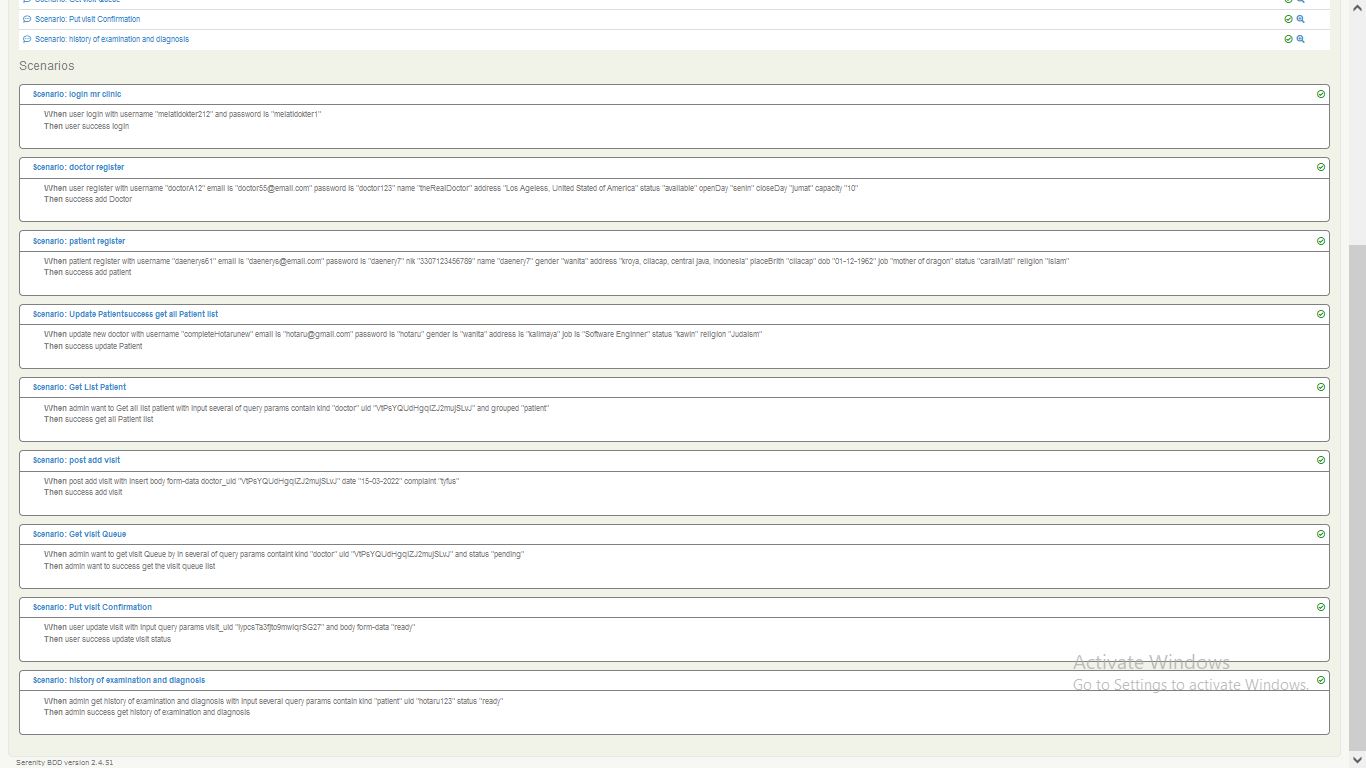 Scenario: Get visit Queue
Scenario: Put visit Confirmation
Scenario: history of examination and diagnosis
Scenarios
Scenario: login mr clinic
When user login with username "melatidokter212" and password is "melatidokter1"
Then user success login
Scenario: doctor register
When user register with username "doctorA12" email is "doctor55@email.com" password is "doctor123" name "theRealDoctor" address "Los Ageless, United Stated of America" status "available" openDay "senin" closeDay "jumat" capacity "10"
Then success add Doctor
Scenario: patient register
When patient register with username "daenerys61" email is "daenerys@email.com" password is "daenery7" nik "3307123456789" name "daenery7" gender "wanita" address "kroya, cilacap, central java, indonesia" placeBrith "cilacap" dob "01-12-1962" job "mother of dragon" status "caraiMati" religion "islam"
Then success add patient
Scenario: Update Patientsuccess get all Patient list
When update new doctor with username "completeHotarunew" email is "hotaru@gmail.com" password is "hotaru" gender is "wanita" address is "kalimaya" job is "Software Enginner" status "kawin" religion "Judaism"
Then success update Patient
Scenario: Get List Patient
When admin want to Get all list patient with input several of query params contain kind "doctor" uid "VtPsYQUdHgqIZJ2mujSLvJ" and grouped "patient"
Then success get all Patient list
Scenario: post add visit
When post add visit with insert body form-data doctor_uid "VtPsYQUdHgqIZJ2mujSLvJ" date "15-03-2022" complaint "tyfus"
Then success add visit
Scenario: Get visit Queue
When admin want to get visit Queue by in several of query params containt kind "doctor" uid "VtPsYQUdHgqIZJ2mujSLvJ" and status "pending"
Then admin want to success get the visit queue list
Scenario: Put visit Confirmation
When user update visit with input query params visit_uid "iypcsTa3fjto9mwiqrSG27" and body form-data "ready"
Then user success update visit status
Scenario: history of examination and diagnosis
When admin get history of examination and diagnosis with input several query params contain kind "patient" uid "hotaru123" status "ready"
Then admin success get history of examination and diagnosis
Activate Windows
Go to Settings to activate Windows.
Serenity BDD version 2.4.51